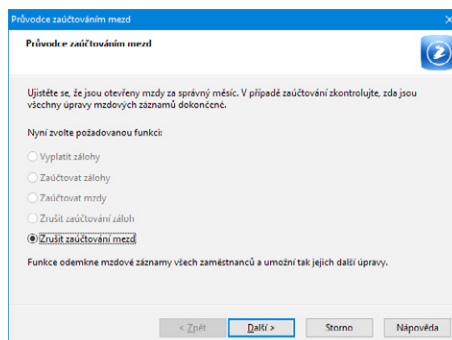 Průvodce zaúčtováním mezd
Průvodce zaúčtováním mezd
Ujistěte se, že jsou otevřeny mzdy za správný měsíc. V případě zaúčtování zkontrolujte, zda jsou
všechny úpravy mzdových záznamů dokončené.
Nyní zvolte požadovanou funkci:
Vyplatit zálohy
Zaúčtovat zálohy
Zaúčtovat mzdy
Zrušit zaúčtování záloh
Zrušit zaúčtování mezd
Funkce odemkne mzdové záznamy všech zaměstnanců a umožní tak jejich další úpravy.
< Zpět
Další >
Storno
Nápověda